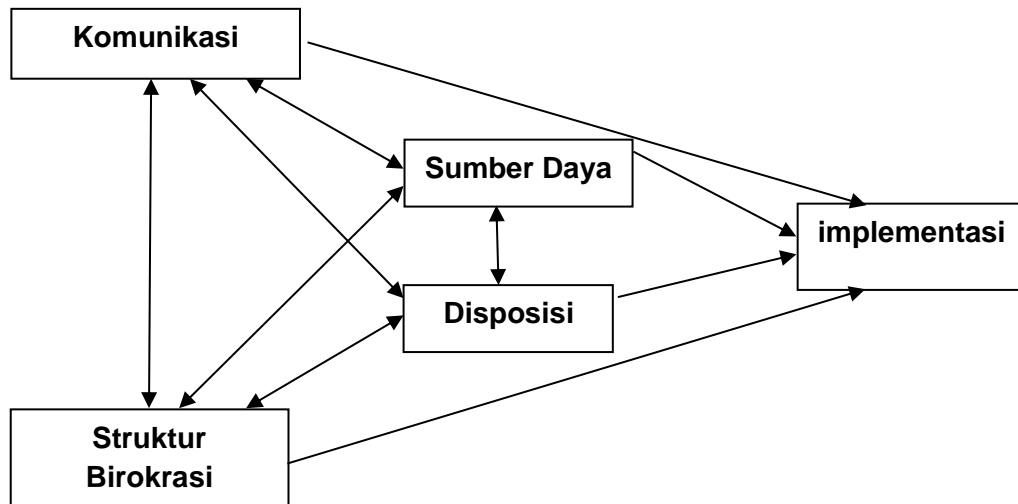 Komunikasi
Sumber Daya
implementasi
Disposisi
Struktur
Birokrasi